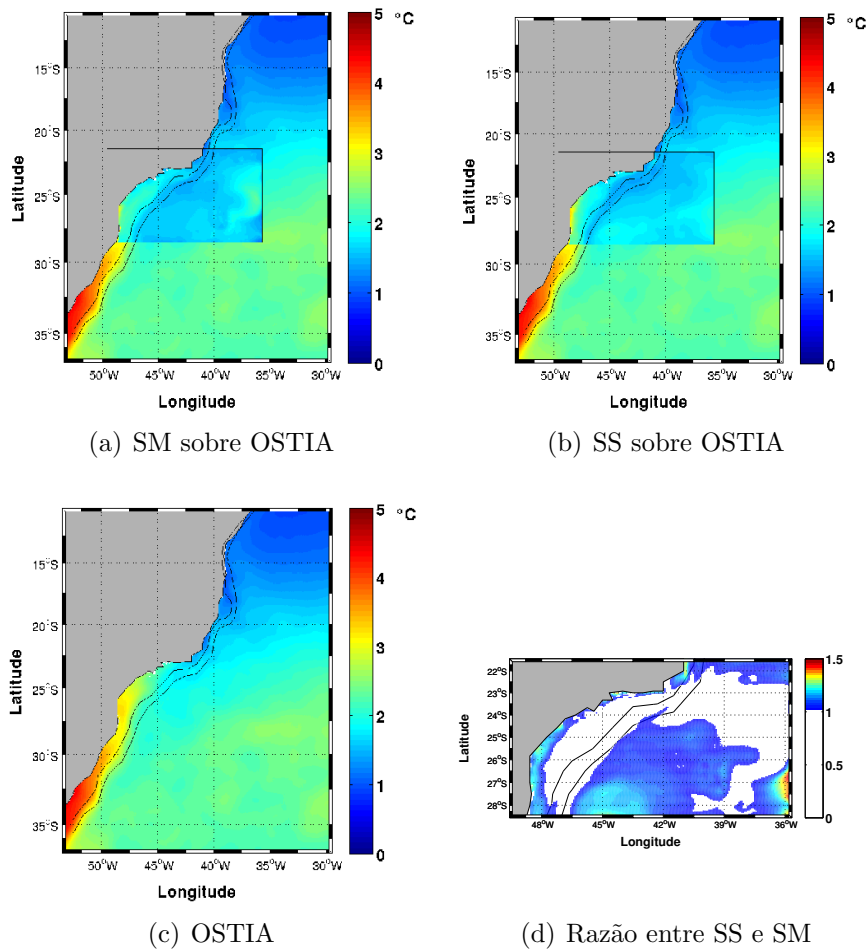 5 °C
4
3
2
1
0
15°S
20°S
25°S
30°S
35°S
Latitude
50°W 45°W 40°W 35°W 30°W
Longitude
(a) SM sobre OSTIA
5 °C
4
3
2
1
0
15°S
20°S
25°S
30°S
35°S
Latitude
50°W 45°W 40°W 35°W 30°W
Longitude
(b) SS sobre OSTIA
5 °C
4
3
2
1
0
15°S
20°S
25°S
30°S
35°S
Latitude
50°W 45°W 40°W 35°W 30°W
Longitude
(c) OSTIA
1.5
1
0.5
0
22°S
23°S
24°S
25°S
26°S
27°S
28°S
Latitude
48°W 45°W 42°W 39°W 36°W
Longitude
(d) Razão entre SS e SM